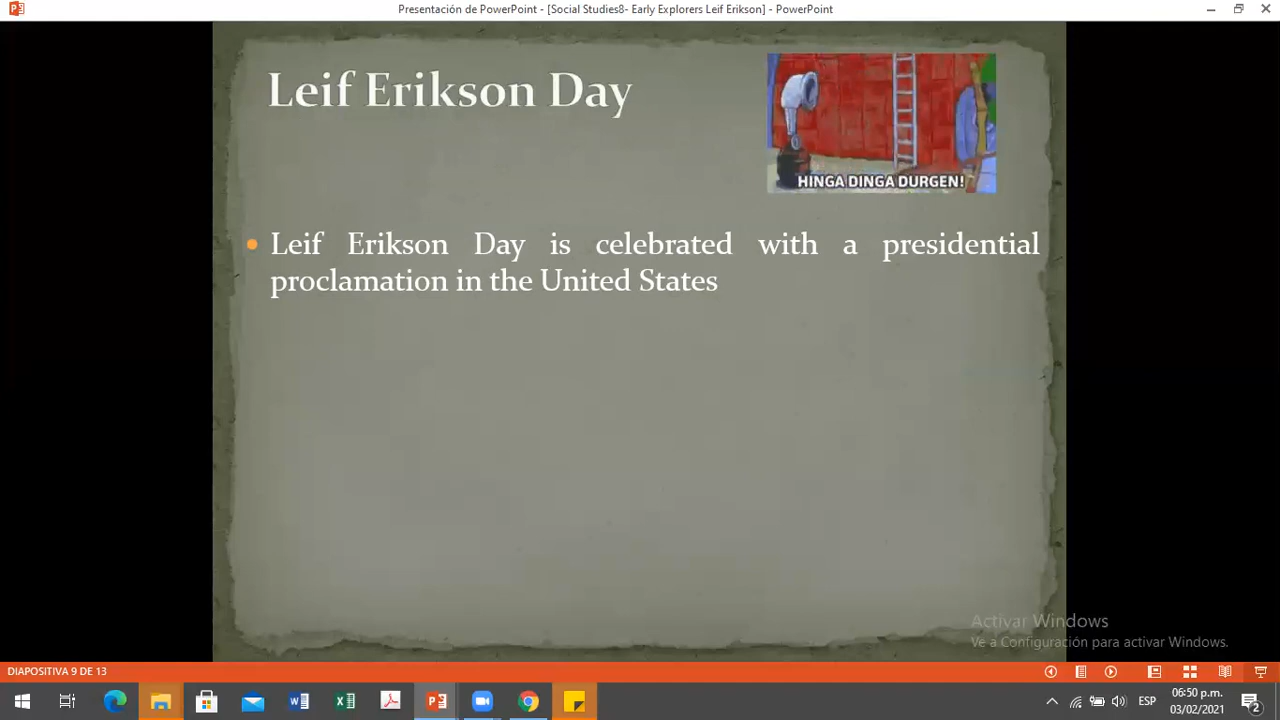 Presentación de PowerPoint - [Social Studies8- Early Explorers Leif Erikson] - PowerPoint
Leif Erikson Day
HINGA DINGA DURGEN!
Leif Erikson Day is celebrated with a presidential
proclamation in the United States
Activar Windows
Ve a Configuración para activar Windows.
DIAPOSITIVA 9 DE 13
ESP
06:50 p.m.
03/02/2021
2